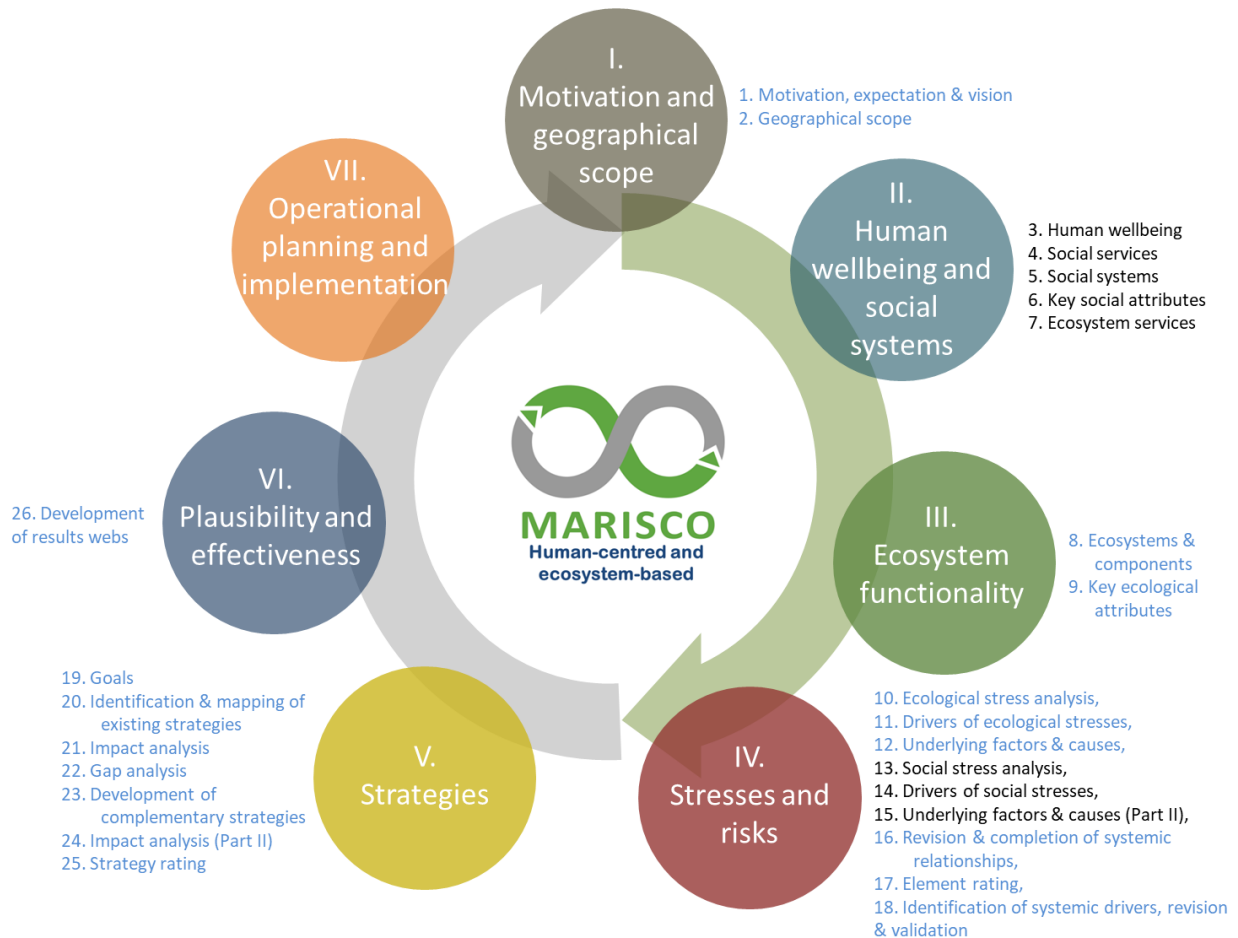 I.
Motivation and
geographical
scope
1. Motivation, expectation & vision
2. Geographical scope
II.
Human
wellbeing and
social
systems
3. Human wellbeing
4. Social services
5. Social systems
6. Key social attributes
7. Ecosystem services
III.
Ecosystem
functionality
8. Ecosystems &
components
9. Key ecological
attributes
IV.
Stresses and
risks
10. Ecological stress analysis,
11. Drivers of ecological stresses,
12. Underlying factors & causes,
13. Social stress analysis,
14. Drivers of social stresses,
15. Underlying factors & causes (Part II),
16. Revision & completion of systemic
relationships,
17. Element rating,
18. Identification of systemic drivers, revision
& validation
V.
Strategies
19. Goals
20. Identification & mapping of
existing strategies
21. Impact analysis
22. Gap analysis
23. Development of
complementary strategies
24. Impact analysis (Part II)
25. Strategy rating
VI.
Plausibility and
effectiveness
26. Development
of results webs
VII.
Operational
planning and
implementation
MARISCO
Human-centred and
ecosystem-based